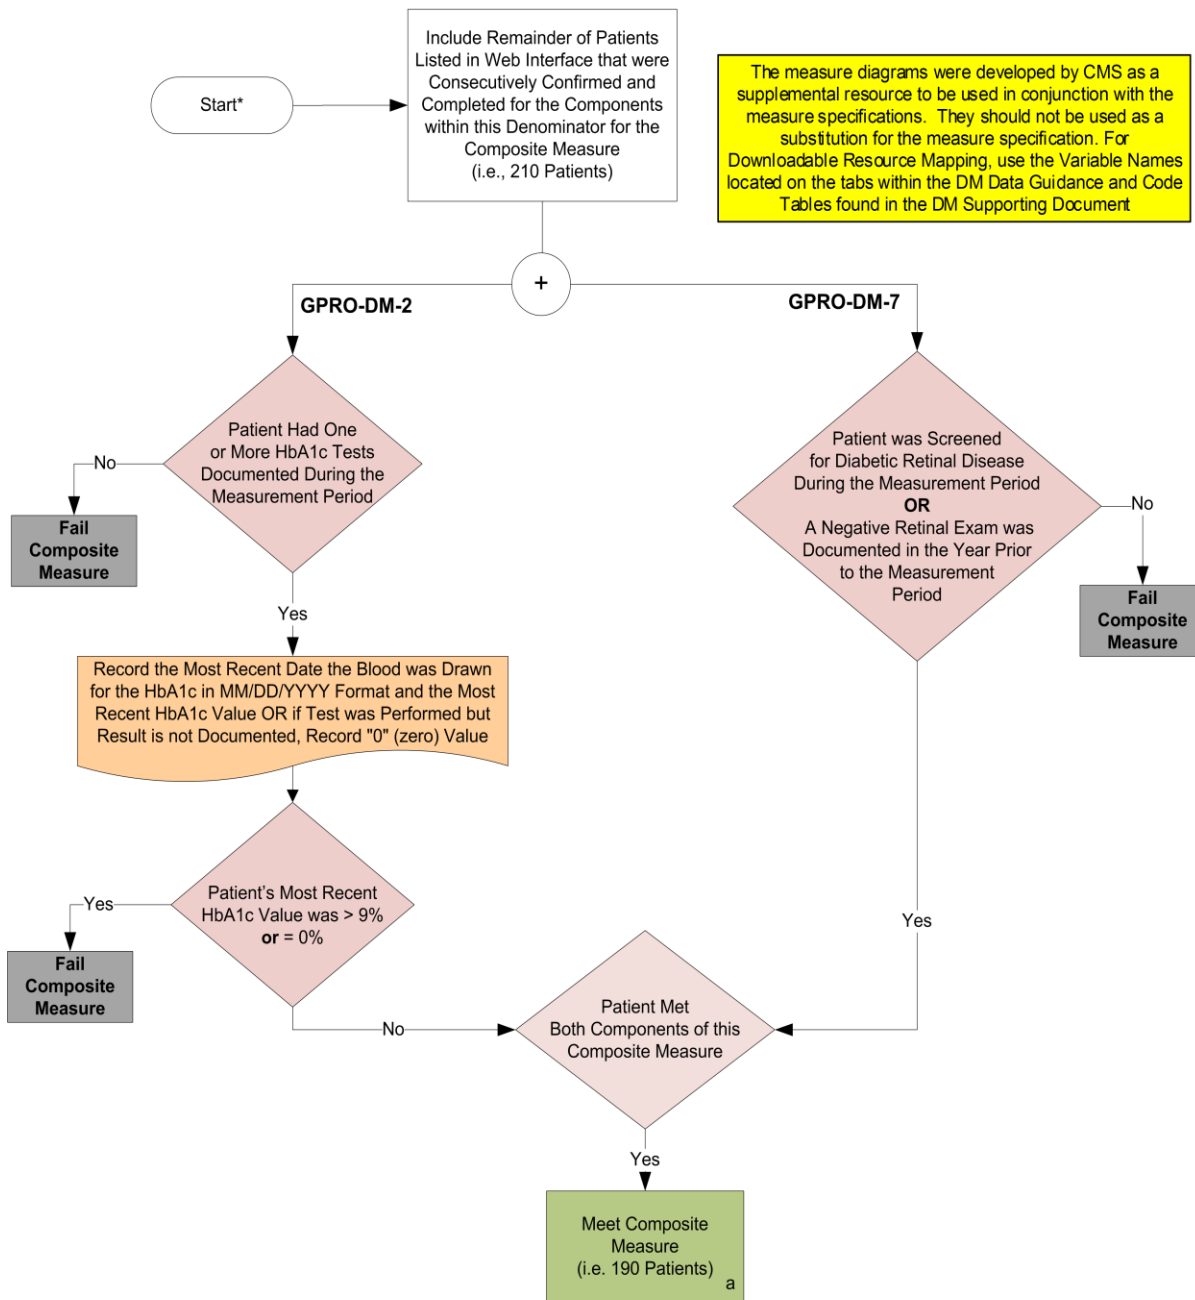 Start*
Include Remainder of Patients
Listed in Web Interface that were
Consecutively Confirmed and
Completed for the Components
within this Denominator for the
Composite Measure
(i.e., 210 Patients)
The measure diagrams were developed by CMS as a
supplemental resource to be used in conjunction with the
measure specifications. They should not be used as a
substitution for the measure specification. For
Downloadable Resource Mapping, use the Variable Names
located on the tabs within the DM Data Guidance and Code
Tables found in the DM Supporting Document
+
GPRO-DM-2
GPRO-DM-7
Patient Had One
or More HbA1c Tests
Documented During the
Measurement Period
No
Fail
Composite
Measure
Yes
Record the Most Recent Date the Blood was Drawn
for the HbA1c in MM/DD/YYYY Format and the Most
Recent HbA1c Value OR if Test was Performed but
Result is not Documented, Record "0" (zero) Value
Patient's Most Recent
HbA1c Value was > 9%
or = 0%
Yes
Fail
Composite
Measure
No
Patient was Screened
for Diabetic Retinal Disease
During the Measurement Period
OR
A Negative Retinal Exam was
Documented in the Year Prior
to the Measurement
Period
No
Fail
Composite
Measure
Yes
Patient Met
Both Components of this
Composite Measure
Yes
Meet Composite
Measure
(i.e. 190 Patients)
a